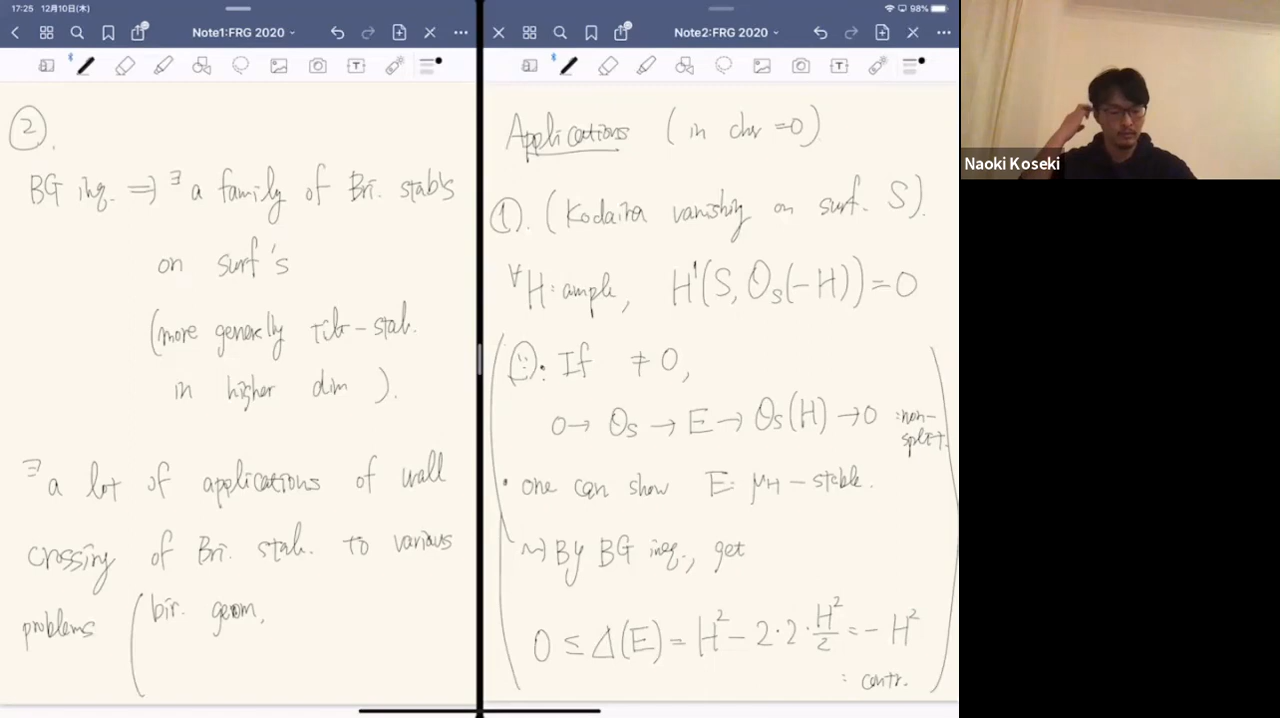 17:25 12月10日(木)
98%
Note1:FRG 2020
Note2:FRG 2020
②.
BG inq. ⇒ ∃ a family of Bri. stab's
on surf's
(more generally tilt-stab.
in higher dim).
∃ a lot of applications of wall
crossing of Bri. stab. to various
problems (bir. geom,
Applications (in char = 0)
①. (Kodaira vanishing on surf. S).
∀H: ample, H¹(S, O_S(-H)) = 0
∵. If ≠ 0,
0 → O_S → E → O_S(H) → 0 : non-
split.
• one can show E: μ_H-stable.
⇝ By BG ineq., get
0 ≤ Δ(E) = H² - 2·2·H²/2 = - H²
: contr.
Naoki Koseki